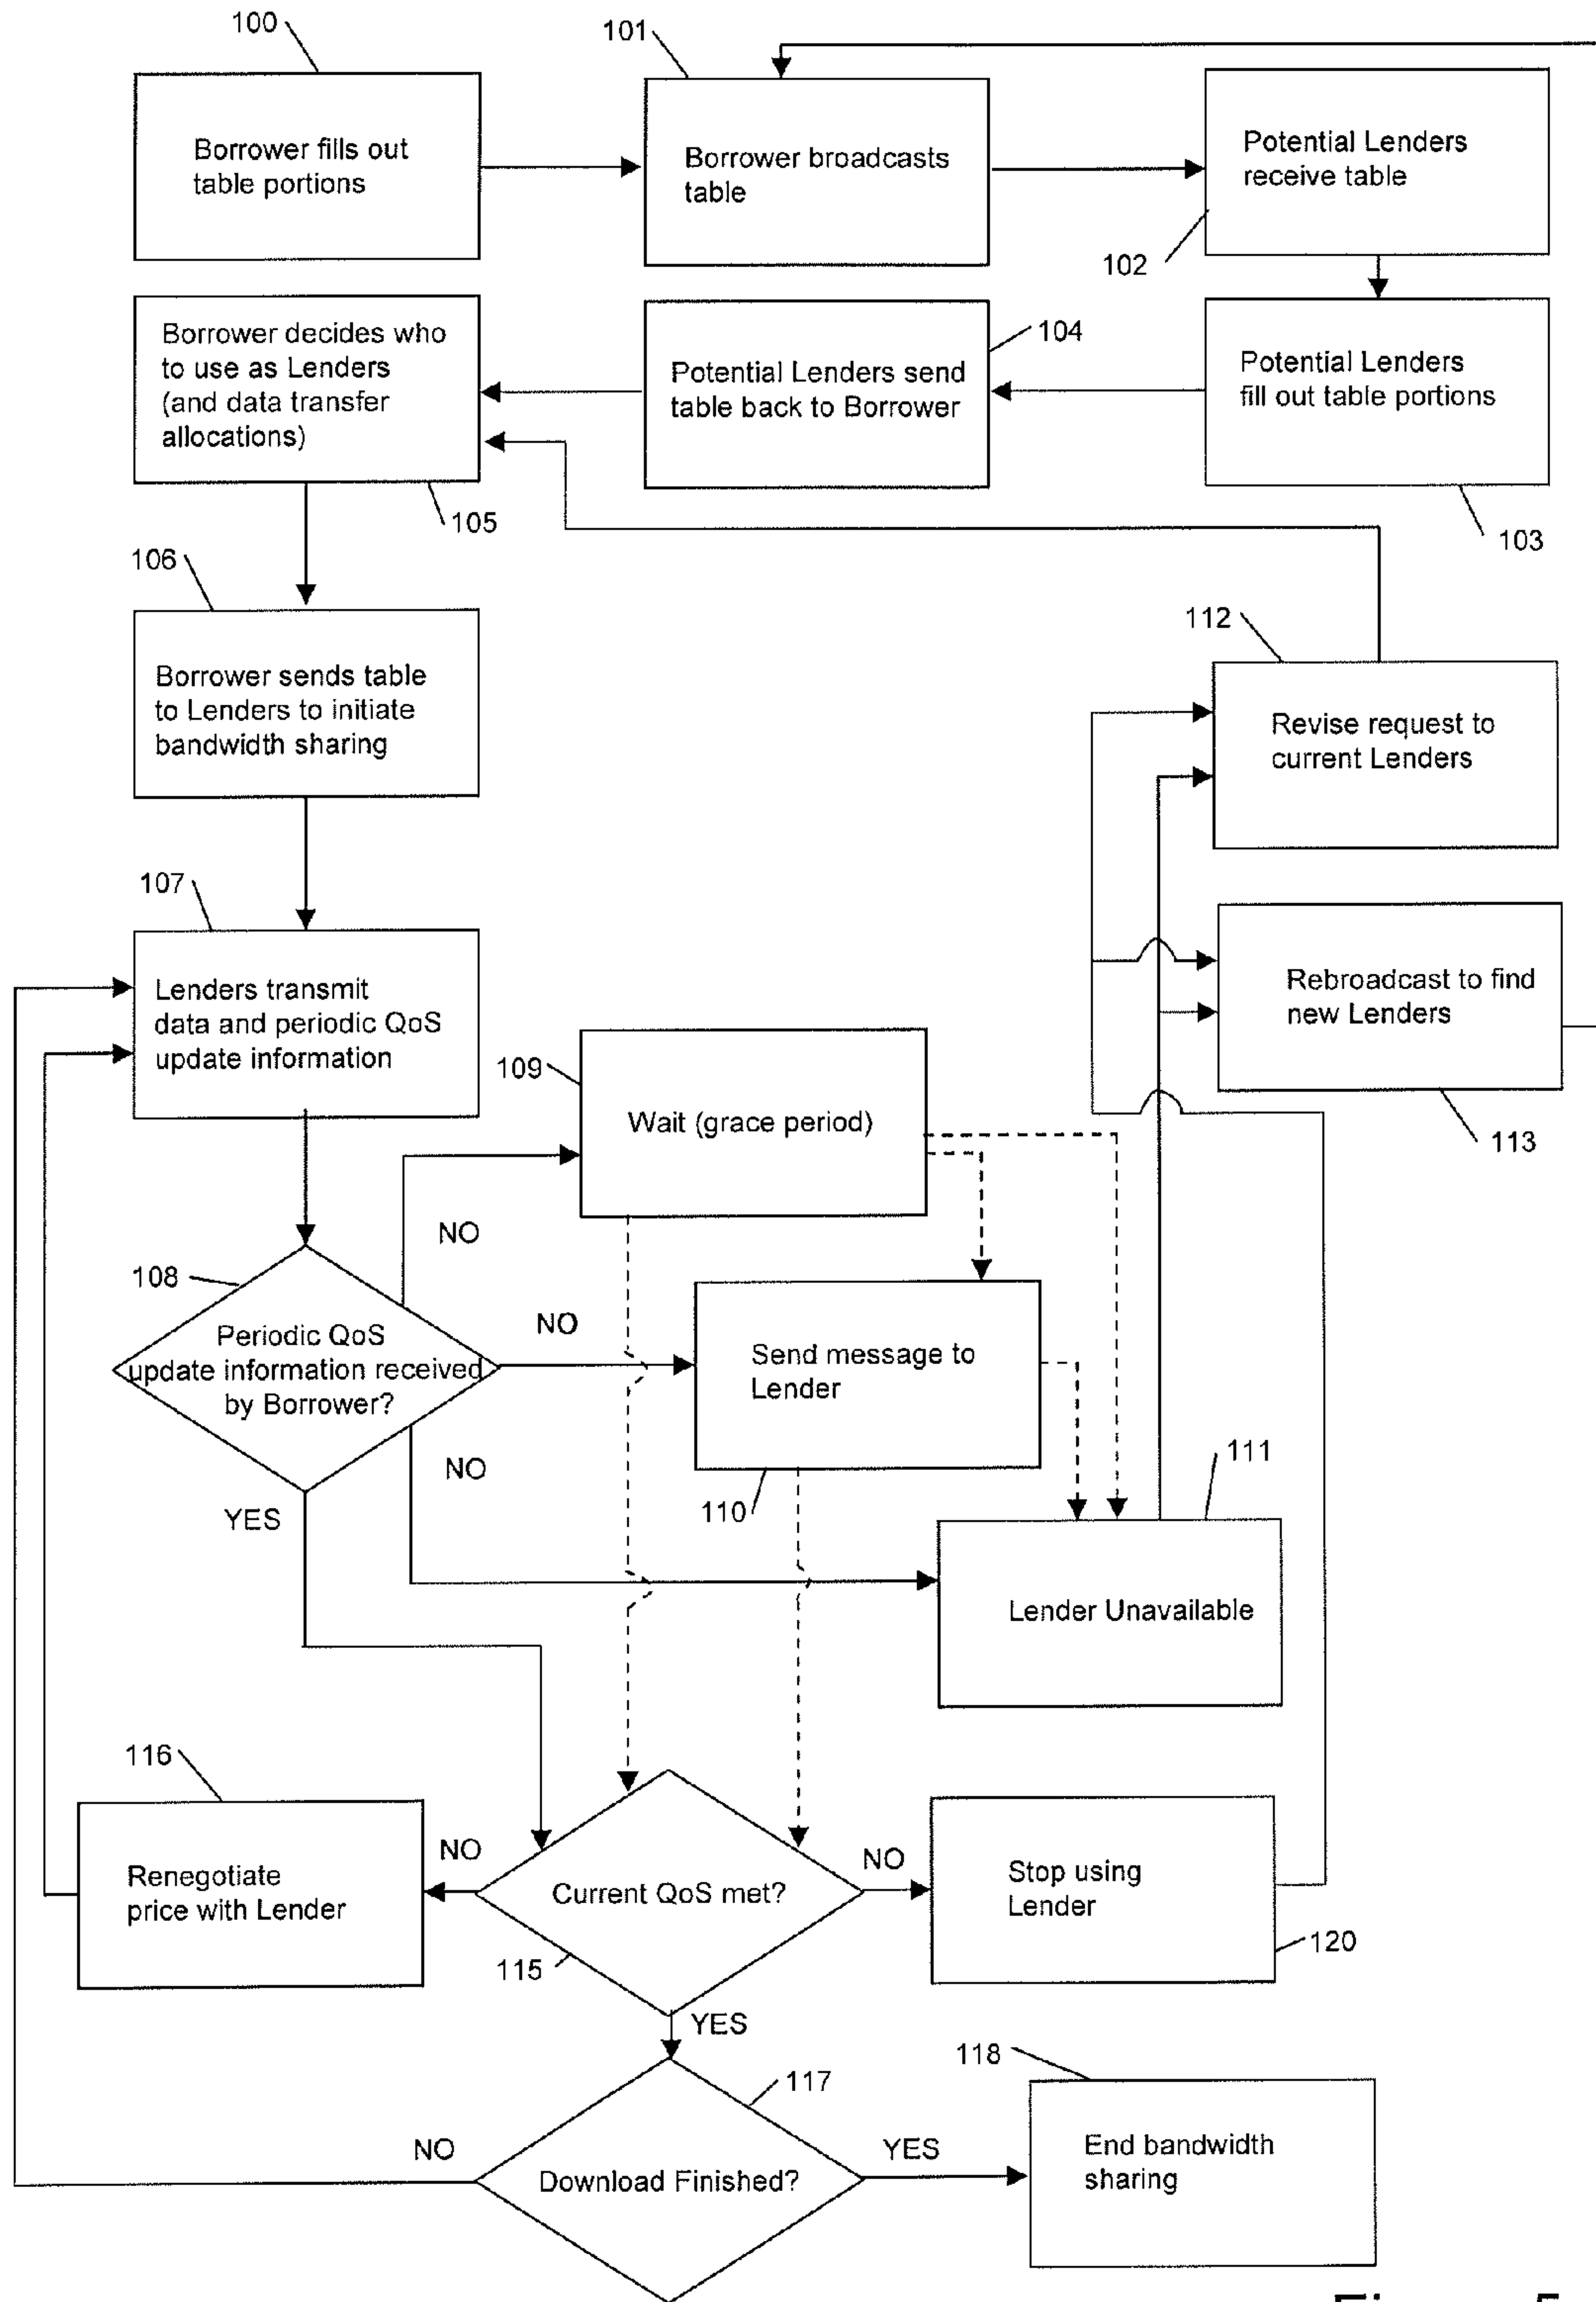 100
101
Borrower fills out
table portions
Borrower broadcasts
table
Potential Lenders
receive table
102
Borrower decides who
to use as Lenders
(and data transfer
allocations)
104
Potential Lenders send
table back to Borrower
Potential Lenders
fill out table portions
105
103
106
Borrower sends table
to Lenders to initiate
bandwidth sharing
112
Revise request to
current Lenders
107
Lenders transmit
data and periodic QoS
update information
Rebroadcast to find
new Lenders
113
109
Wait (grace period)
NO
108
Periodic QoS
update information received
by Borrower?
NO
Send message to
Lender
110
NO
YES
111
Lender Unavailable
116
Renegotiate
price with Lender
NO
Current QoS met?
115
NO
Stop using
Lender
120
YES
117
118
NO
Download Finished?
YES
End bandwidth
sharing